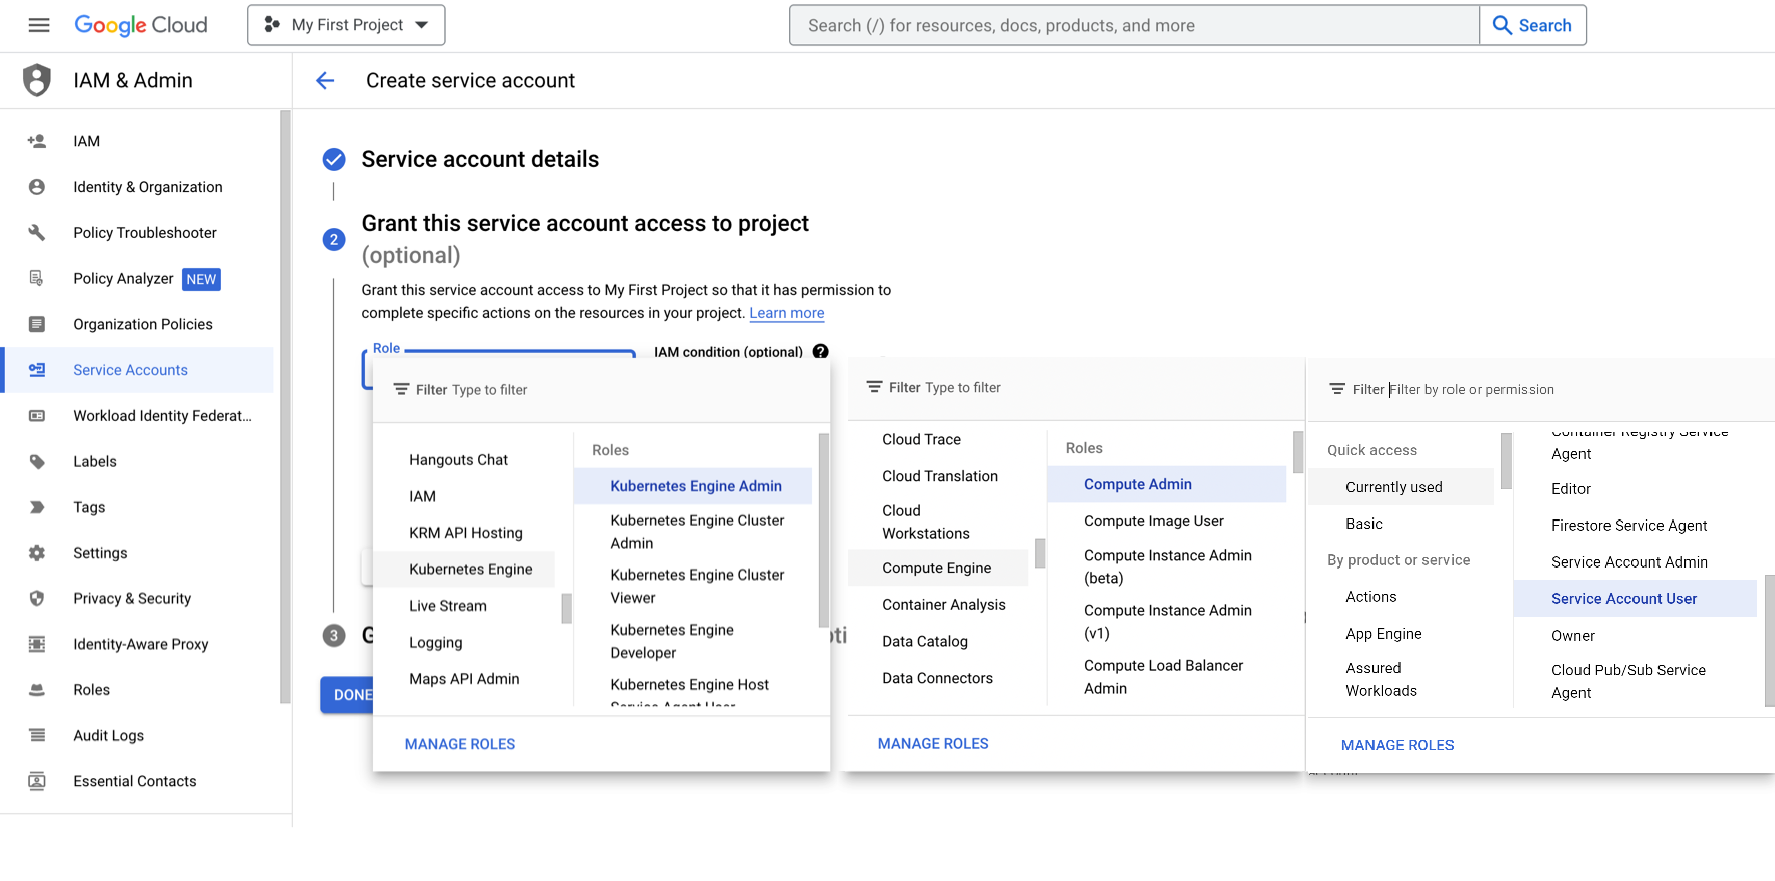 Google Cloud
My First Project
Search (/) for resources, docs, products, and more
Search
IAM & Admin
Create service account
IAM
Identity & Organization
Policy Troubleshooter
Policy Analyzer NEW
Organization Policies
Service Accounts
Workload Identity Federat...
Labels
Tags
Settings
Privacy & Security
Identity-Aware Proxy
Roles
Audit Logs
Essential Contacts
Service account details
2
Grant this service account access to project
(optional)
Grant this service account access to My First Project so that it has permission to
complete specific actions on the resources in your project. Learn more
Role
IAM condition (optional)
3
G
DONE
Filter Type to filter
Hangouts Chat
IAM
KRM API Hosting
Kubernetes Engine
Live Stream
Logging
Maps API Admin
Roles
Kubernetes Engine Admin
Kubernetes Engine Cluster
Admin
Kubernetes Engine Cluster
Viewer
Kubernetes Engine
Developer
Kubernetes Engine Host
Service Agent User
MANAGE ROLES
Filter Type to filter
Cloud Trace
Cloud Translation
Cloud
Workstations
Compute Engine
Container Analysis
Data Catalog
Data Connectors
Roles
Compute Admin
Compute Image User
Compute Instance Admin
(beta)
Compute Instance Admin
(v1)
Compute Load Balancer
Admin
MANAGE ROLES
Filter Filter by role or permission
Quick access
Currently used
Basic
By product or service
Actions
App Engine
Assured
Workloads
Container Registry Service
Agent
Editor
Firestore Service Agent
Service Account Admin
Service Account User
Owner
Cloud Pub/Sub Service
Agent
MANAGE ROLES